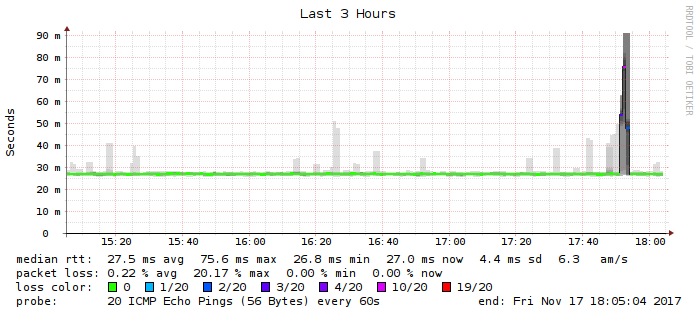 Last 3 Hours
RRDTOOL / TOBI OETIKER
Seconds
90 m
80 m
70 m
60 m
50 m
40 m
30 m
20 m
10 m
0
15:20 15:40 16:00 16:20 16:40 17:00 17:20 17:40 18:00
median rtt: 27.5 ms avg 75.6 ms max 26.8 ms min 27.0 ms now 4.4 ms sd 6.3 am/s
packet loss: 0.22 % avg 20.17 % max 0.00 % min 0.00 % now
loss color: 0 1/20 2/20 3/20 4/20 10/20 19/20
probe: 20 ICMP Echo Pings (56 Bytes) every 60s end: Fri Nov 17 18:05:04 2017